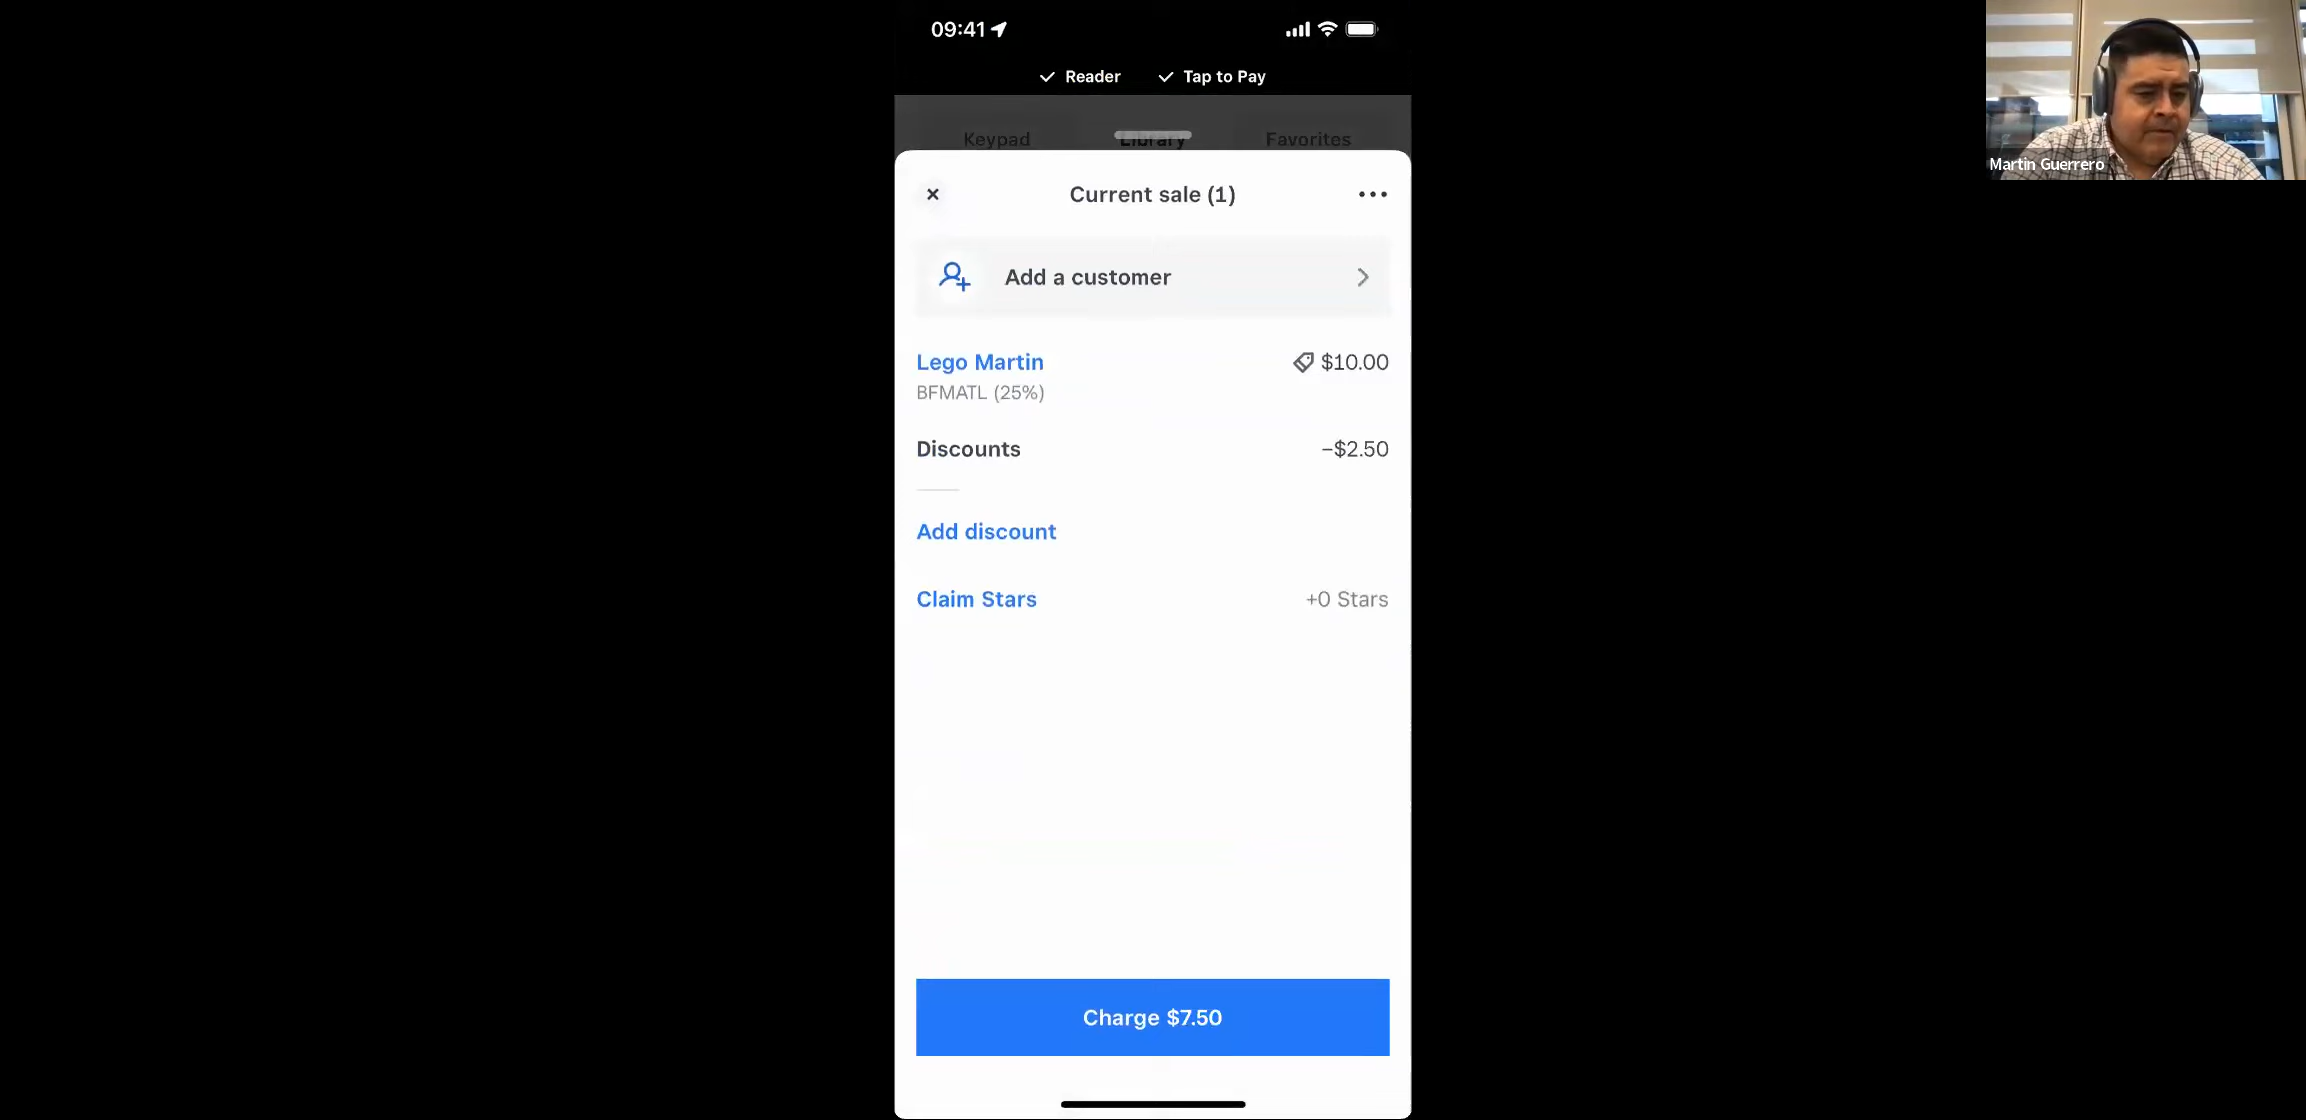 09:41
Reader
Tap to Pay
Keypad
Library
Favorites
Current sale (1)
Add a customer
Lego Martin
$10.00
BFMATL (25%)
Discounts
–$2.50
Add discount
Claim Stars
+0 Stars
Charge $7.50
Martin Guerrero